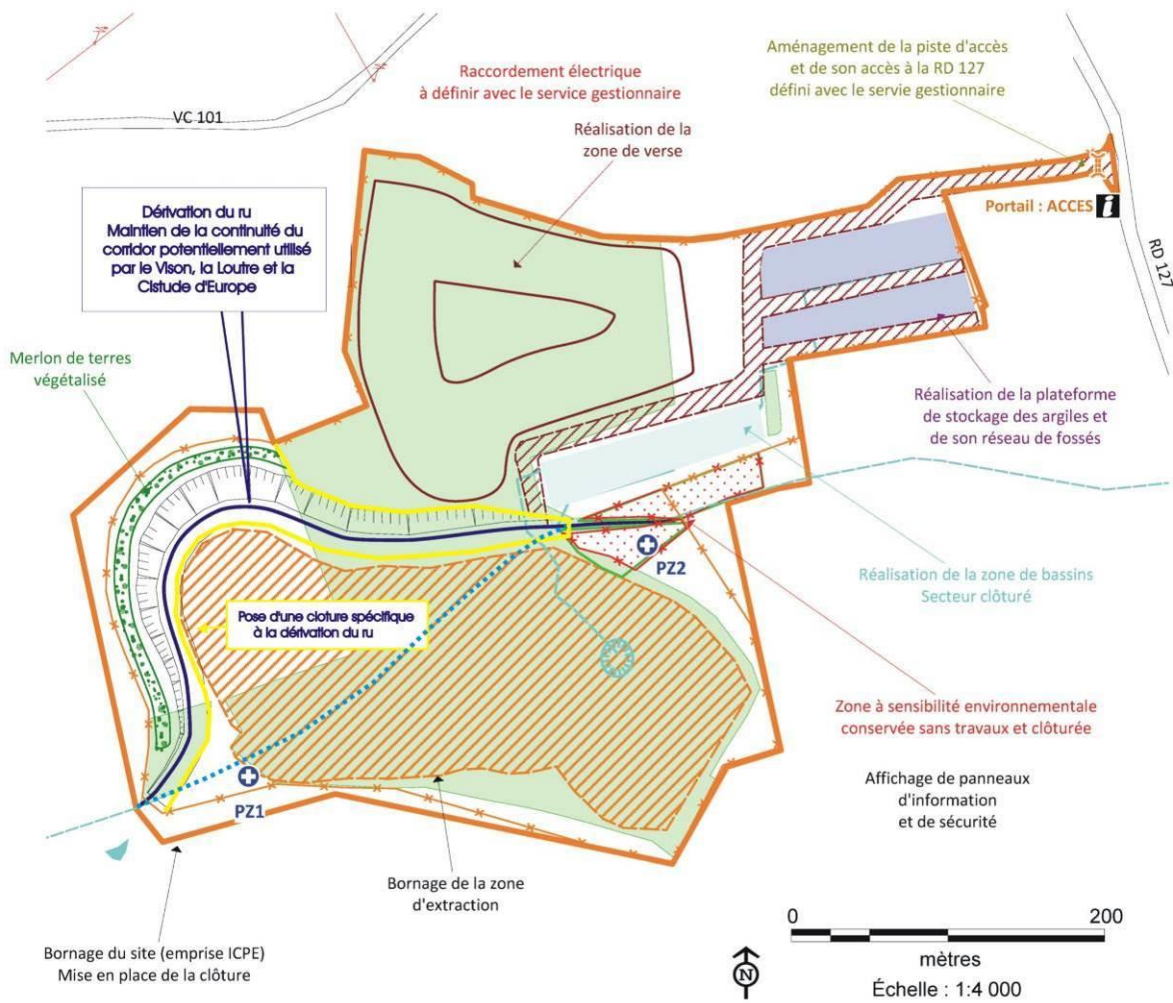 Aménagement de la piste d'accès
et de son accès à la RD 127
défini avec le servie gestionnaire
Raccordement électrique
à définir avec le service gestionnaire
VC 101
Réalisation de la
zone de verse
Dérivation du ru
Maintien de la continuité du
corridor potentiellement utilisé
par le Vison, la Loutre et la
Cistude d'Europe
Portail : ACCES
i
RD 127
Merlon de terres
végétalisé
Réalisation de la plateforme
de stockage des argiles et
de son réseau de fossés
PZ2
Réalisation de la zone de bassins
Secteur clôturé
Pose d'une cloture spécifique
à la dérivation du ru
Zone à sensibilité environnementale
conservée sans travaux et clôturée
Affichage de panneaux
d'information
et de sécurité
PZ1
Bornage de la zone
d'extraction
Bornage du site (emprise ICPE)
Mise en place de la clôture
0 200
mètres
N
Échelle : 1:4 000